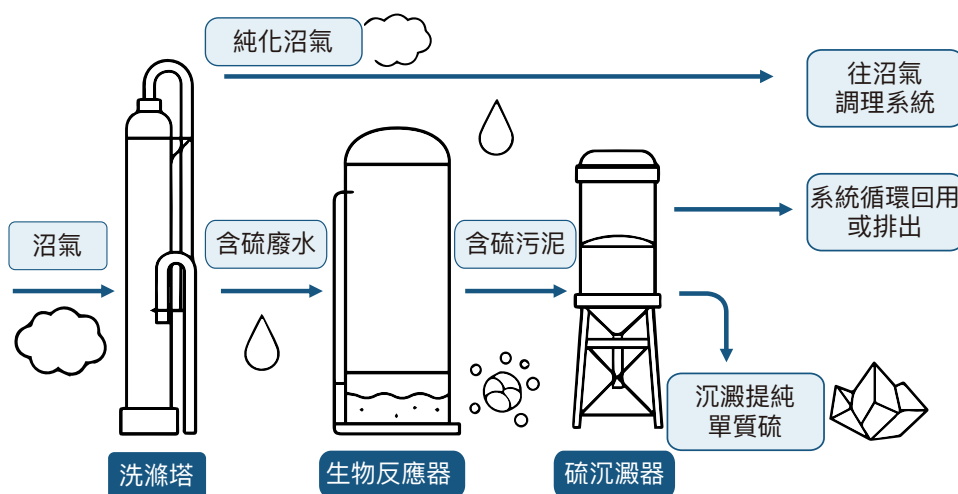 純化沼氣
往沼氣
調理系統
系統循環回用
或排出
沼氣
含硫廢水
含硫污泥
沉澱提純
單質硫
洗滌塔
生物反應器
硫沉澱器